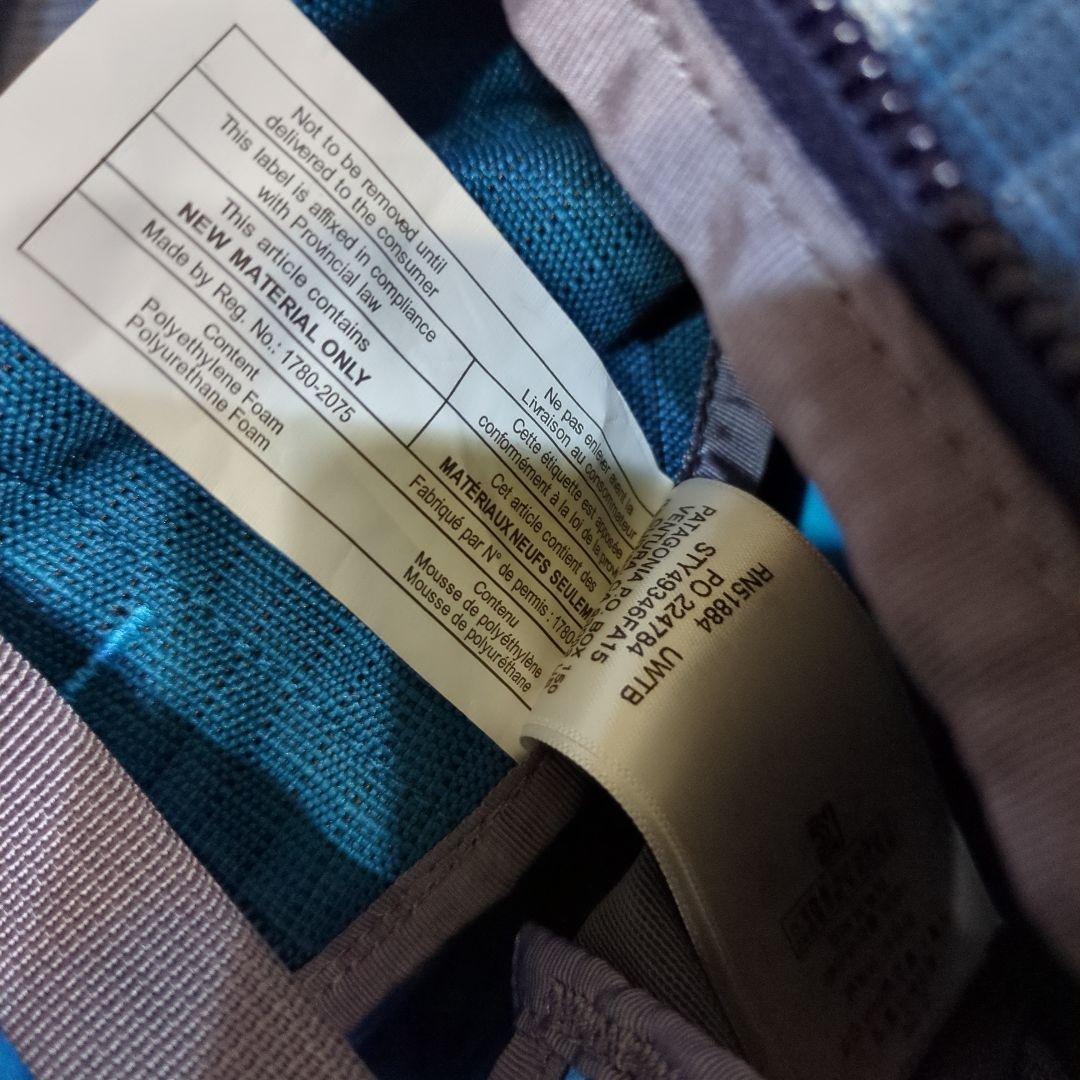 Not to be removed until
delivered to the consumer
This label is affixed in compliance
with Provincial law
This article contains
NEW MATERIAL ONLY
Made by Reg. No.: 1780-2075
Content
Polyethylene Foam
Polyurethane Foam
Ne pas enlever avant la
Livraison au consommateur
Cette étiquette est apposée
conformément à la loi de la
Cet article contient des
MATÉRIAUX NEUFS
Fabriqué par N° de permis : 1780-
Contenu
Mousse de polyéthylène
Mousse de polyuréthane
RN51884
PO 224784 UWTB
STY49346FA15
PATAGONIA
VENTURA P.O. BOX 150